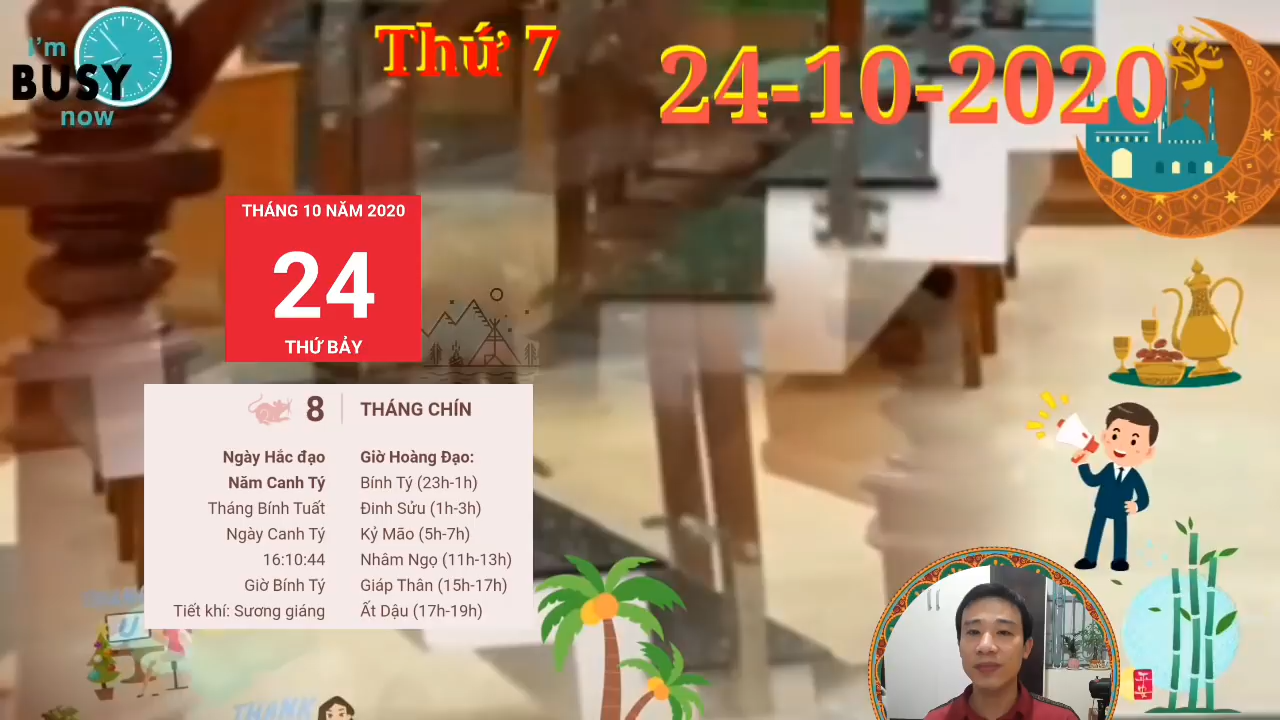 I'm
BUSY
now
Thứ 7
24-10-2020
THÁNG 10 NĂM 2020
24
THỨ BẢY
8
THÁNG CHÍN
Ngày Hắc đạo
Năm Canh Tý
Tháng Bính Tuất
Ngày Canh Tý
16:10:44
Giờ Bính Tý
Tiết khí: Sương giáng
Giờ Hoàng Đạo:
Bính Tý (23h-1h)
Đinh Sửu (1h-3h)
Kỷ Mão (5h-7h)
Nhâm Ngọ (11h-13h)
Giáp Thân (15h-17h)
Ất Dậu (17h-19h)
U
THANK